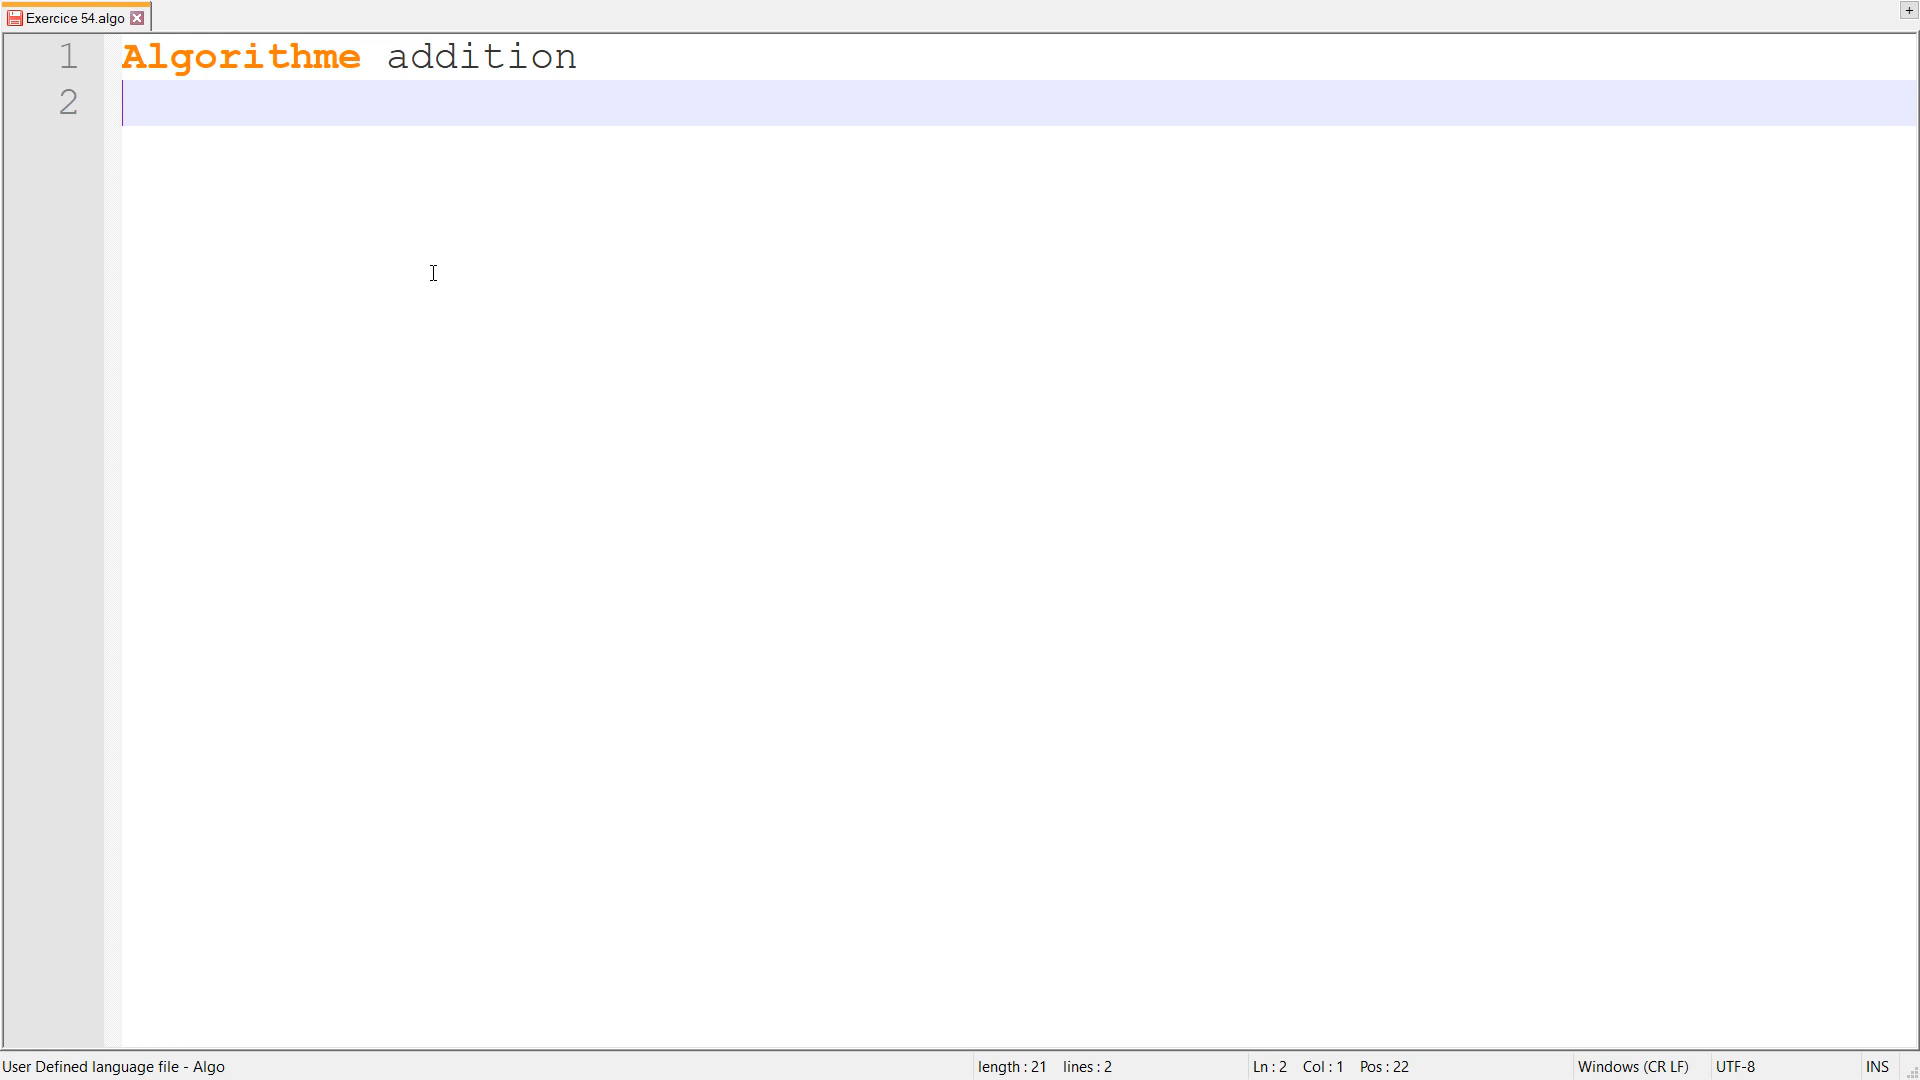 Exercice 54.algo
+
1 Algorithme addition
2
User Defined language file - Algo length : 21 lines : 2 Ln : 2 Col : 1 Pos : 22 Windows (CR LF) UTF-8 INS